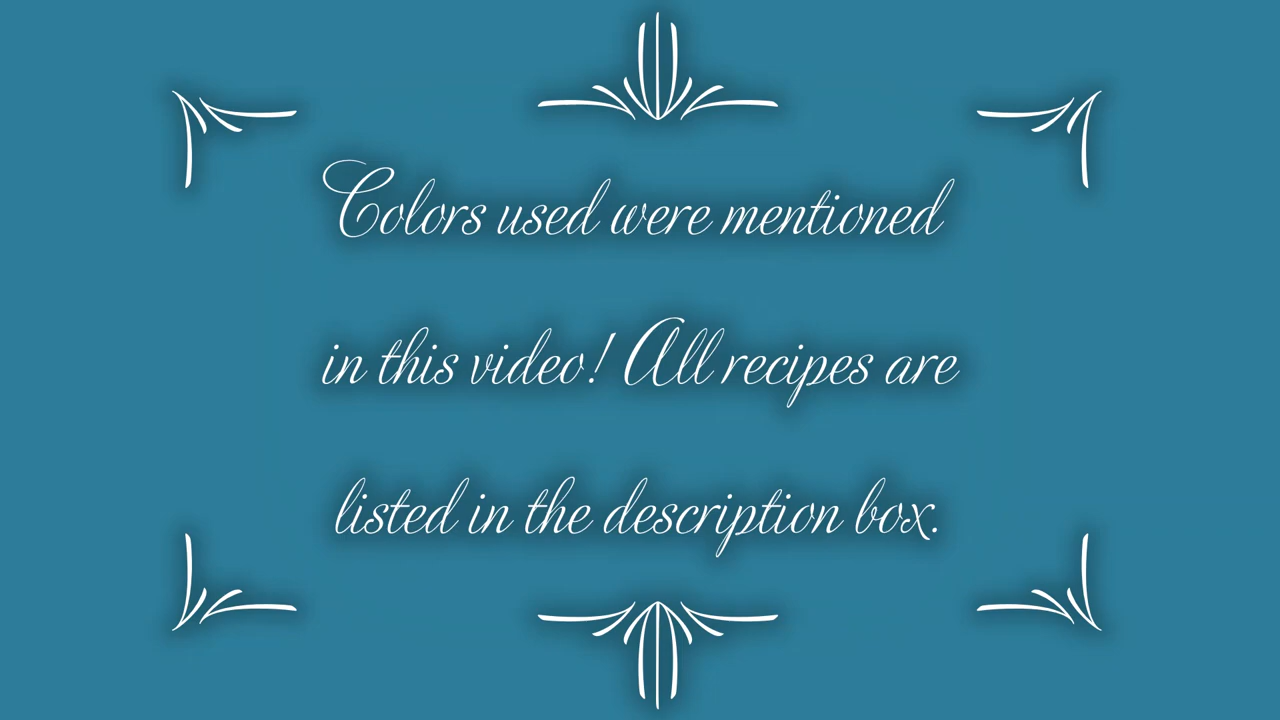 Colors used were mentioned
in this video! All recipes are
listed in the description box.